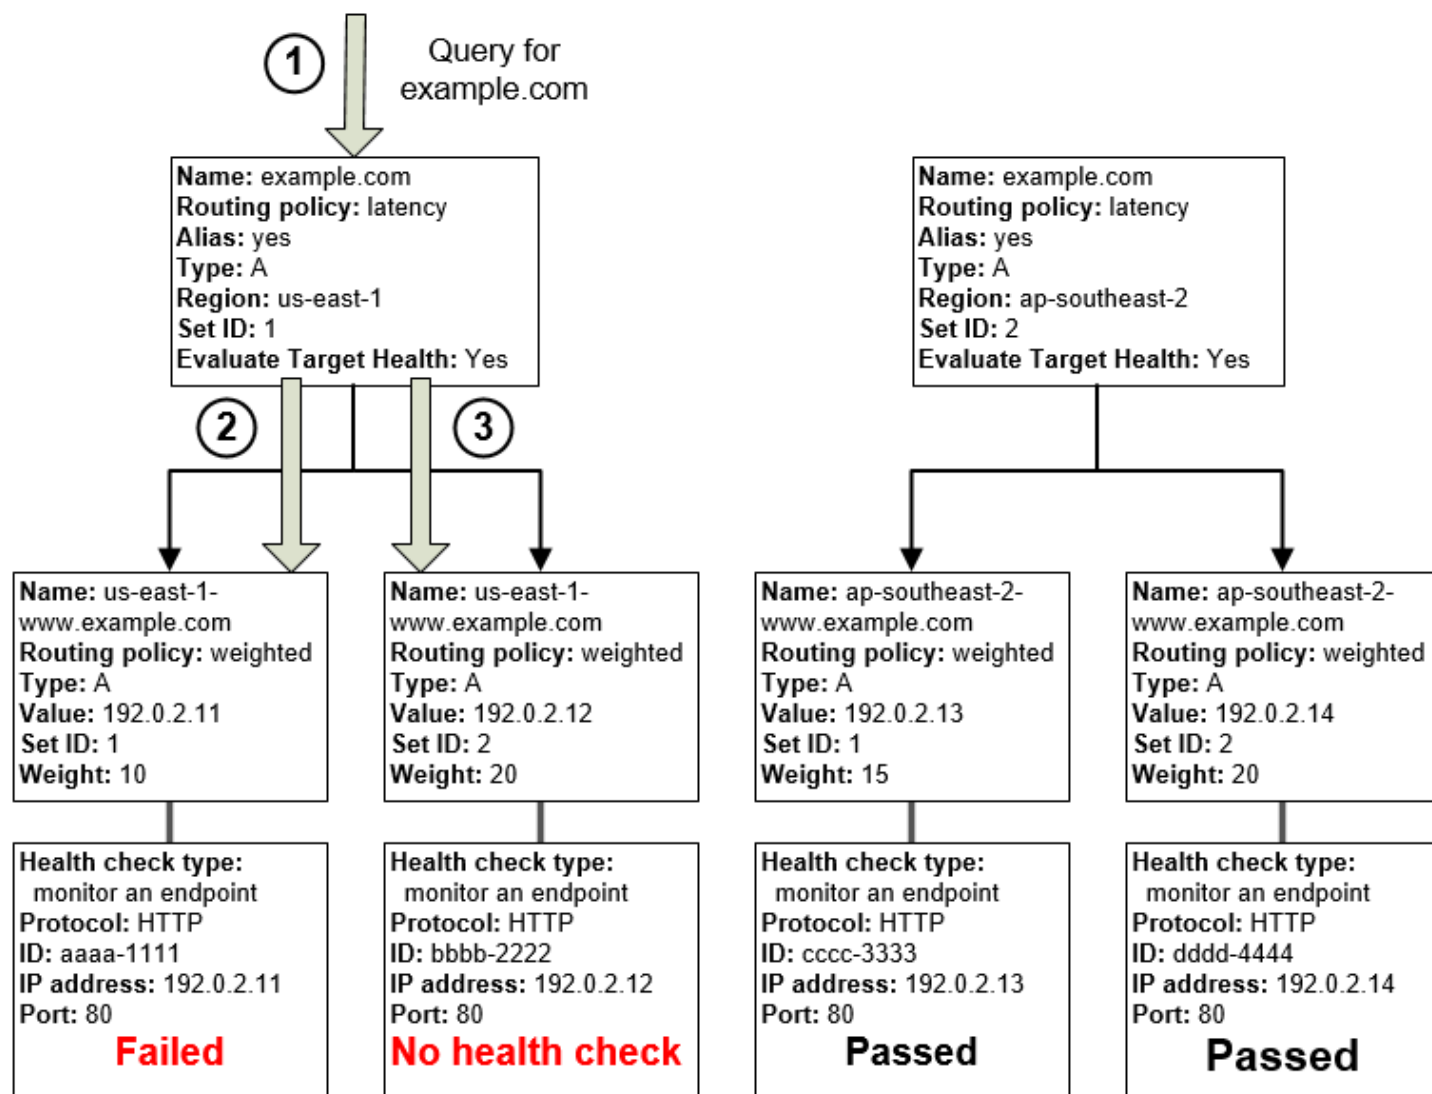 1
Query for
example.com
Name: example.com
Routing policy: latency
Alias: yes
Type: A
Region: us-east-1
Set ID: 1
Evaluate Target Health: Yes
Name: example.com
Routing policy: latency
Alias: yes
Type: A
Region: ap-southeast-2
Set ID: 2
Evaluate Target Health: Yes
2
3
Name: us-east-1-
www.example.com
Routing policy: weighted
Type: A
Value: 192.0.2.11
Set ID: 1
Weight: 10
Name: us-east-1-
www.example.com
Routing policy: weighted
Type: A
Value: 192.0.2.12
Set ID: 2
Weight: 20
Name: ap-southeast-2-
www.example.com
Routing policy: weighted
Type: A
Value: 192.0.2.13
Set ID: 1
Weight: 15
Name: ap-southeast-2-
www.example.com
Routing policy: weighted
Type: A
Value: 192.0.2.14
Set ID: 2
Weight: 20
Health check type:
monitor an endpoint
Protocol: HTTP
ID: aaaa-1111
IP address: 192.0.2.11
Port: 80
Failed
Health check type:
monitor an endpoint
Protocol: HTTP
ID: bbbb-2222
IP address: 192.0.2.12
Port: 80
No health check
Health check type:
monitor an endpoint
Protocol: HTTP
ID: cccc-3333
IP address: 192.0.2.13
Port: 80
Passed
Health check type:
monitor an endpoint
Protocol: HTTP
ID: dddd-4444
IP address: 192.0.2.14
Port: 80
Passed